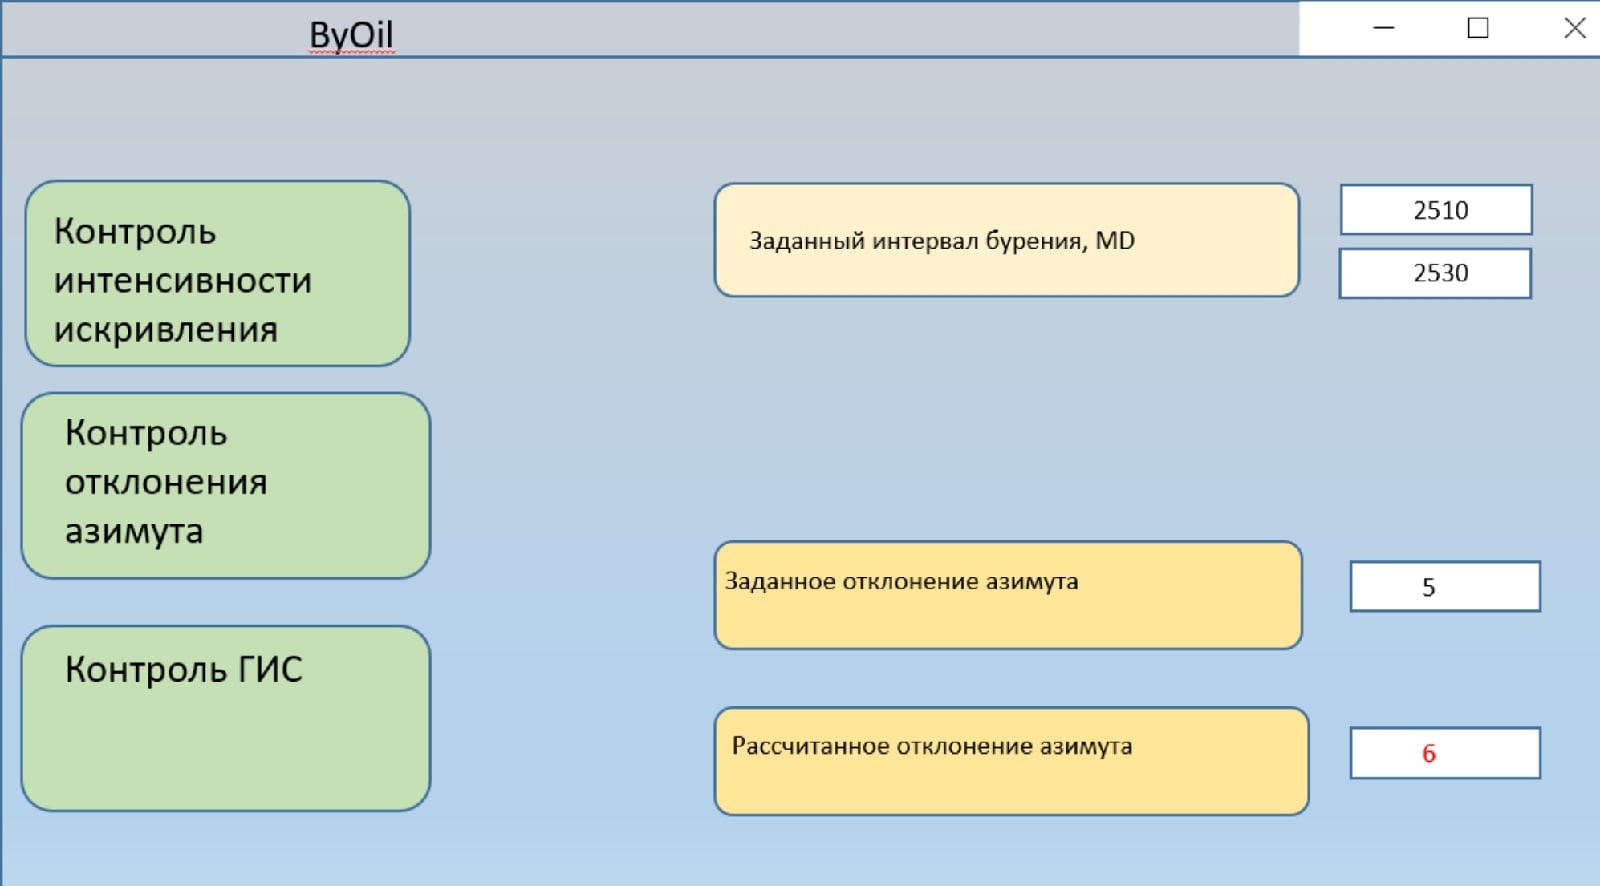 ByOil
Контроль
интенсивности
искривления
Контроль
отклонения
азимута
Контроль ГИС
Заданный интервал бурения, MD
2510
2530
Заданное отклонение азимута
5
Рассчитанное отклонение азимута
6